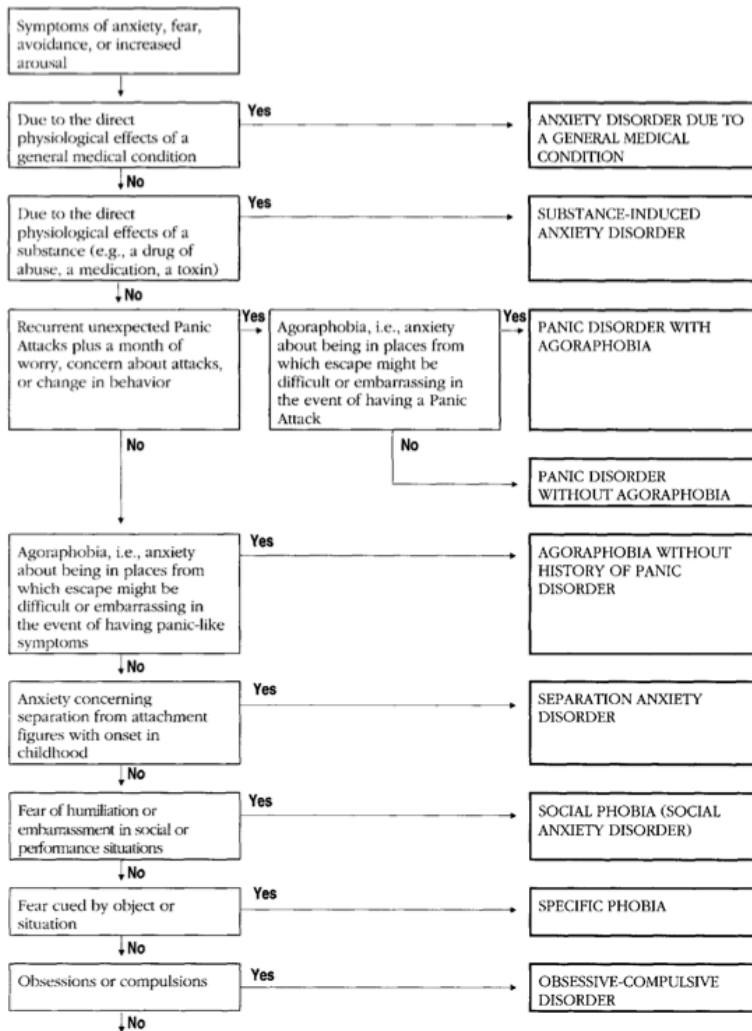 Symptoms of anxiety, fear,
avoidance, or increased
arousal
Due to the direct
physiological effects of a
general medical condition
Yes
ANXIETY DISORDER DUE TO
A GENERAL MEDICAL
CONDITION
No
Due to the direct
physiological effects of a
substance (e.g., a drug of
abuse, a medication, a toxin)
Yes
SUBSTANCE-INDUCED
ANXIETY DISORDER
No
Recurrent unexpected Panic
Attacks plus a month of
worry, concern about attacks,
or change in behavior
Yes
Agoraphobia, i.e., anxiety
about being in places from
which escape might be
difficult or embarrassing in
the event of having a Panic
Attack
Yes
PANIC DISORDER WITH
AGORAPHOBIA
No
No
PANIC DISORDER
WITHOUT AGORAPHOBIA
Agoraphobia, i.e., anxiety
about being in places from
which escape might be
difficult or embarrassing in
the event of having panic-like
symptoms
Yes
AGORAPHOBIA WITHOUT
HISTORY OF PANIC
DISORDER
No
Anxiety concerning
separation from attachment
figures with onset in
childhood
Yes
SEPARATION ANXIETY
DISORDER
No
Fear of humiliation or
embarrassment in social or
performance situations
Yes
SOCIAL PHOBIA (SOCIAL
ANXIETY DISORDER)
No
Fear cued by object or
situation
Yes
SPECIFIC PHOBIA
No
Obsessions or compulsions
Yes
OBSESSIVE-COMPULSIVE
DISORDER
No